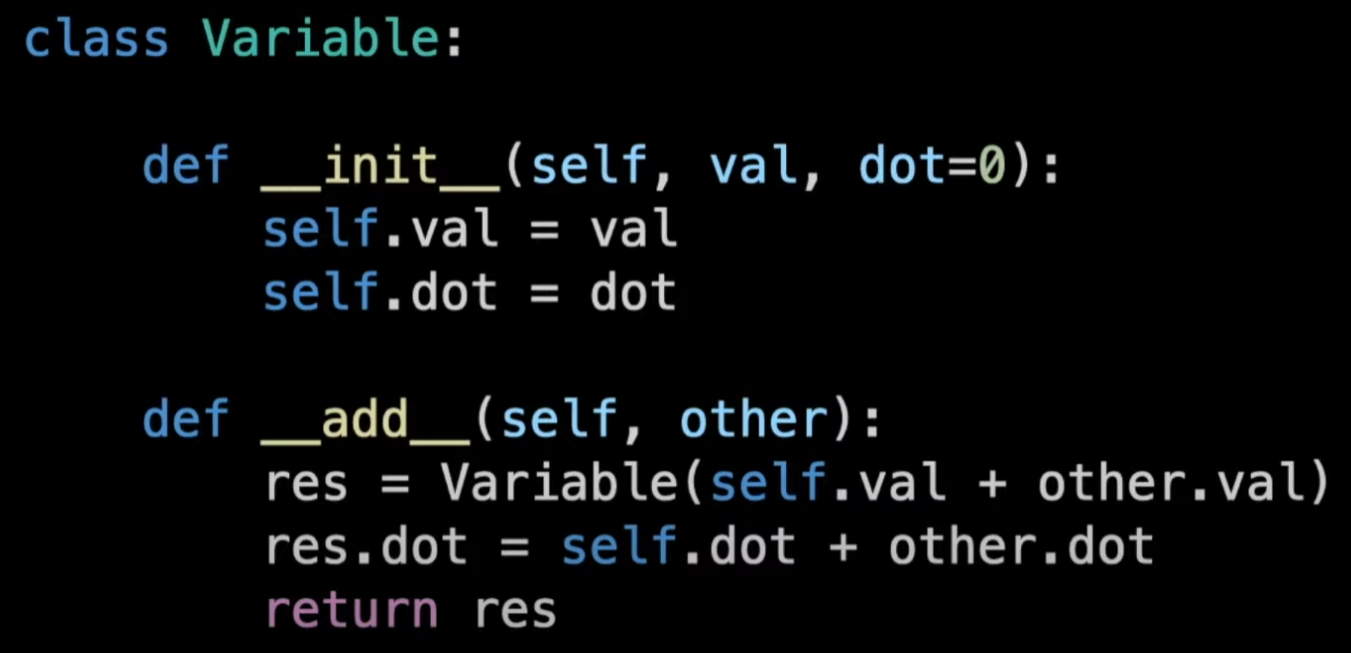 class Variable:
    def __init__(self, val, dot=0):
        self.val = val
        self.dot = dot
    def __add__(self, other):
        res = Variable(self.val + other.val)
        res.dot = self.dot + other.dot
        return res